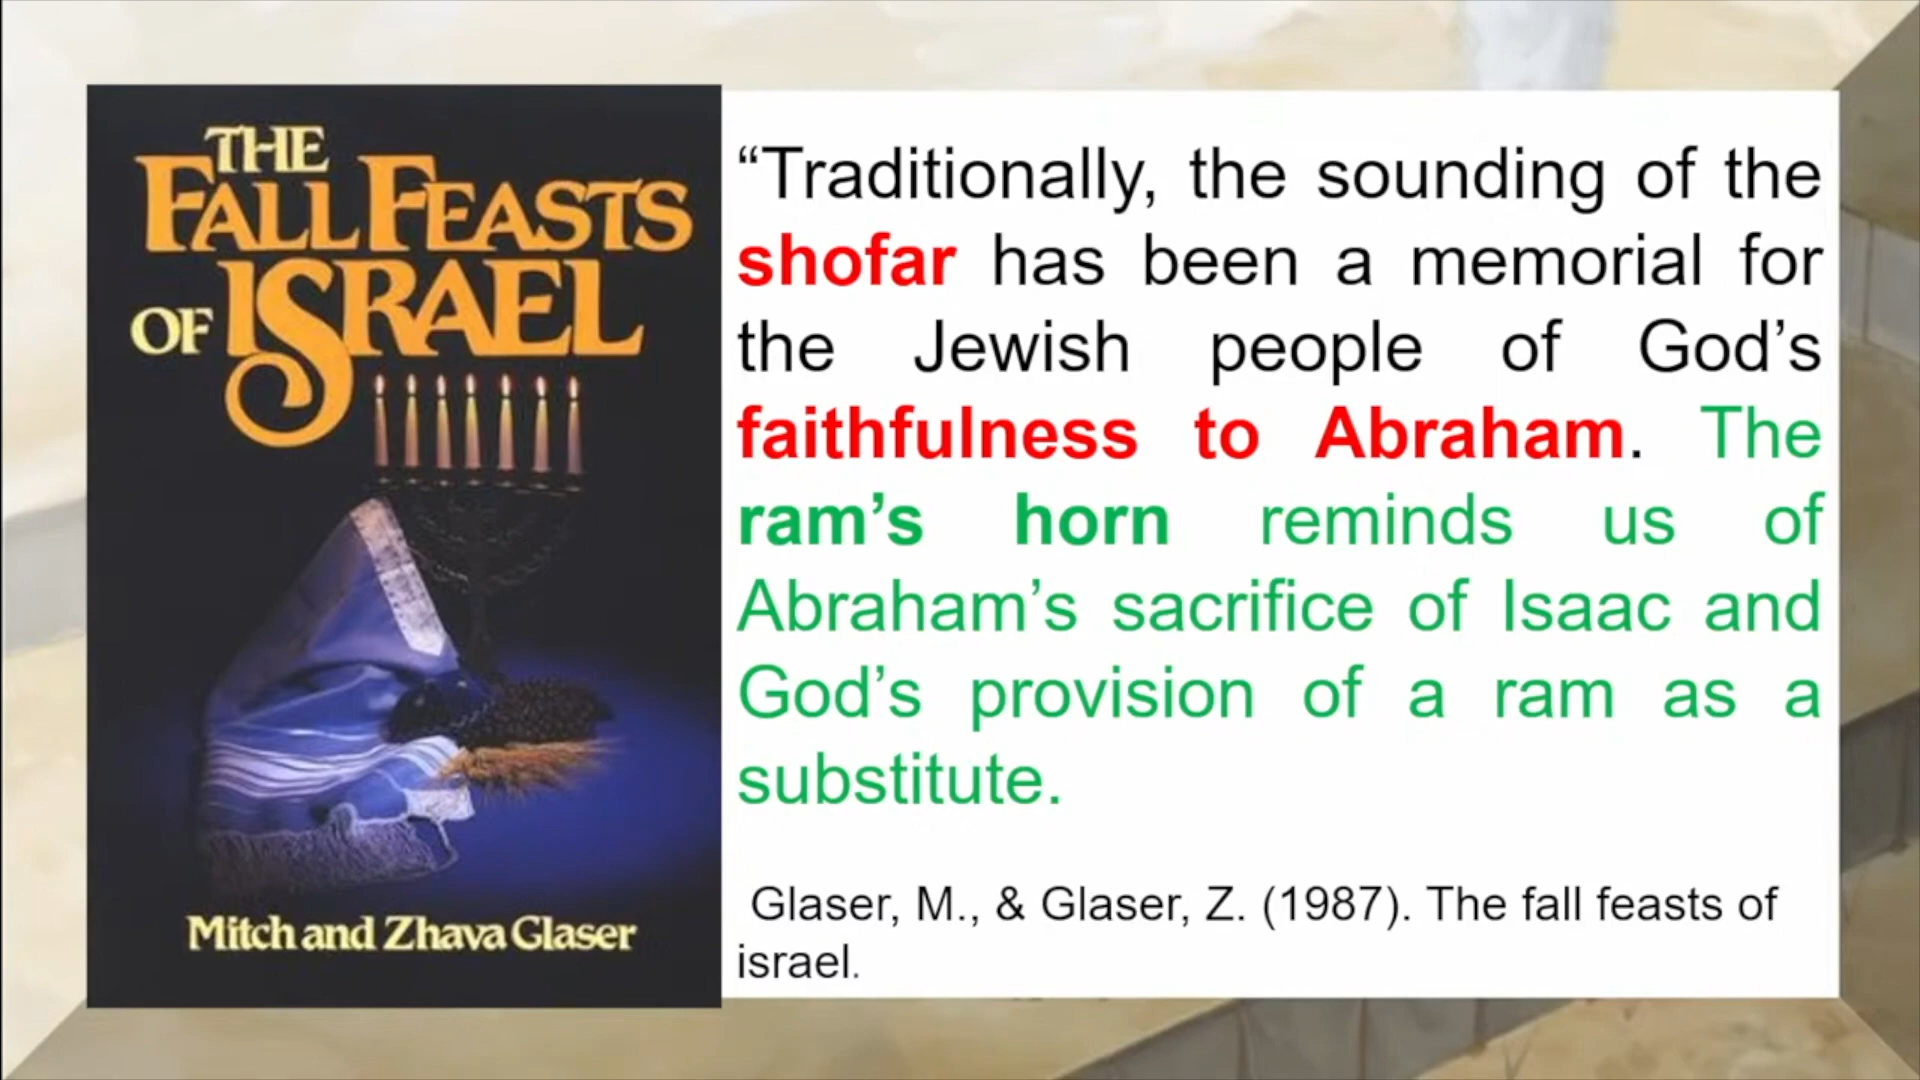 THE
FALL FEASTS
OF ISRAEL
Mitch and Zhava Glaser
“Traditionally, the sounding of the
shofar has been a memorial for
the Jewish people of God’s
faithfulness to Abraham. The
ram’s horn reminds us of
Abraham’s sacrifice of Isaac and
God’s provision of a ram as a
substitute.
Glaser, M., & Glaser, Z. (1987). The fall feasts of
israel.